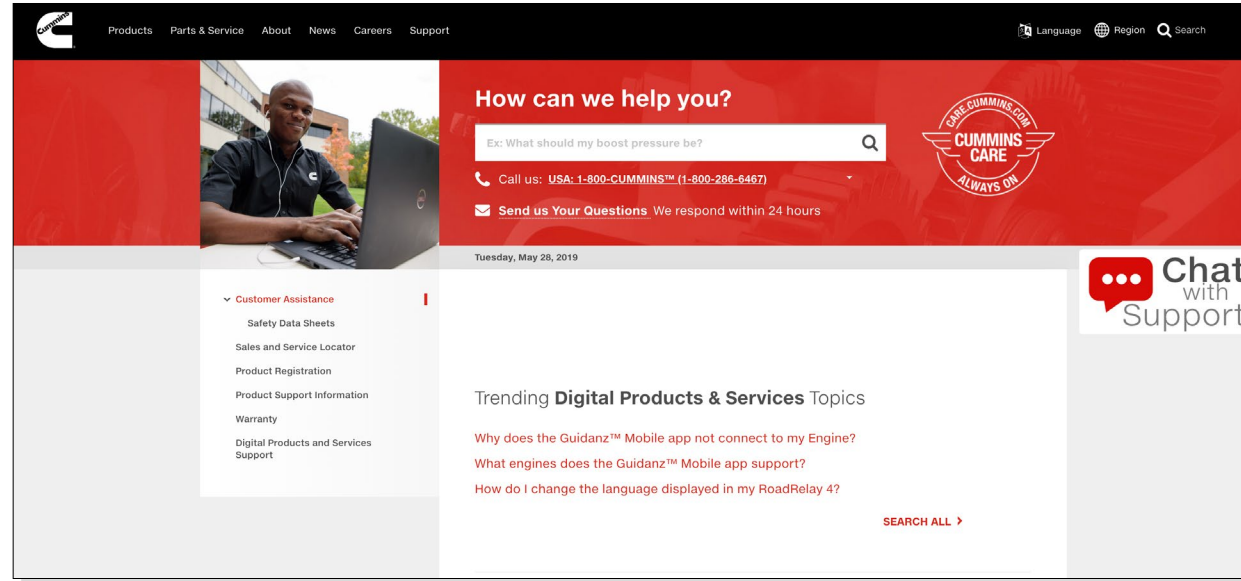 Cummins
Products Parts & Service About News Careers Support
Language Region Search
How can we help you?
Ex: What should my boost pressure be?
Call us: USA: 1-800-CUMMINS™ (1-800-286-6467)
Send us Your Questions We respond within 24 hours
CARE.CUMMINS.COM
CUMMINS
CARE
ALWAYS ON
Tuesday, May 28, 2019
Chat
with
Support
Customer Assistance
Safety Data Sheets
Sales and Service Locator
Product Registration
Product Support Information
Warranty
Digital Products and Services
Support
Trending Digital Products & Services Topics
Why does the Guidanz™ Mobile app not connect to my Engine?
What engines does the Guidanz™ Mobile app support?
How do I change the language displayed in my RoadRelay 4?
SEARCH ALL